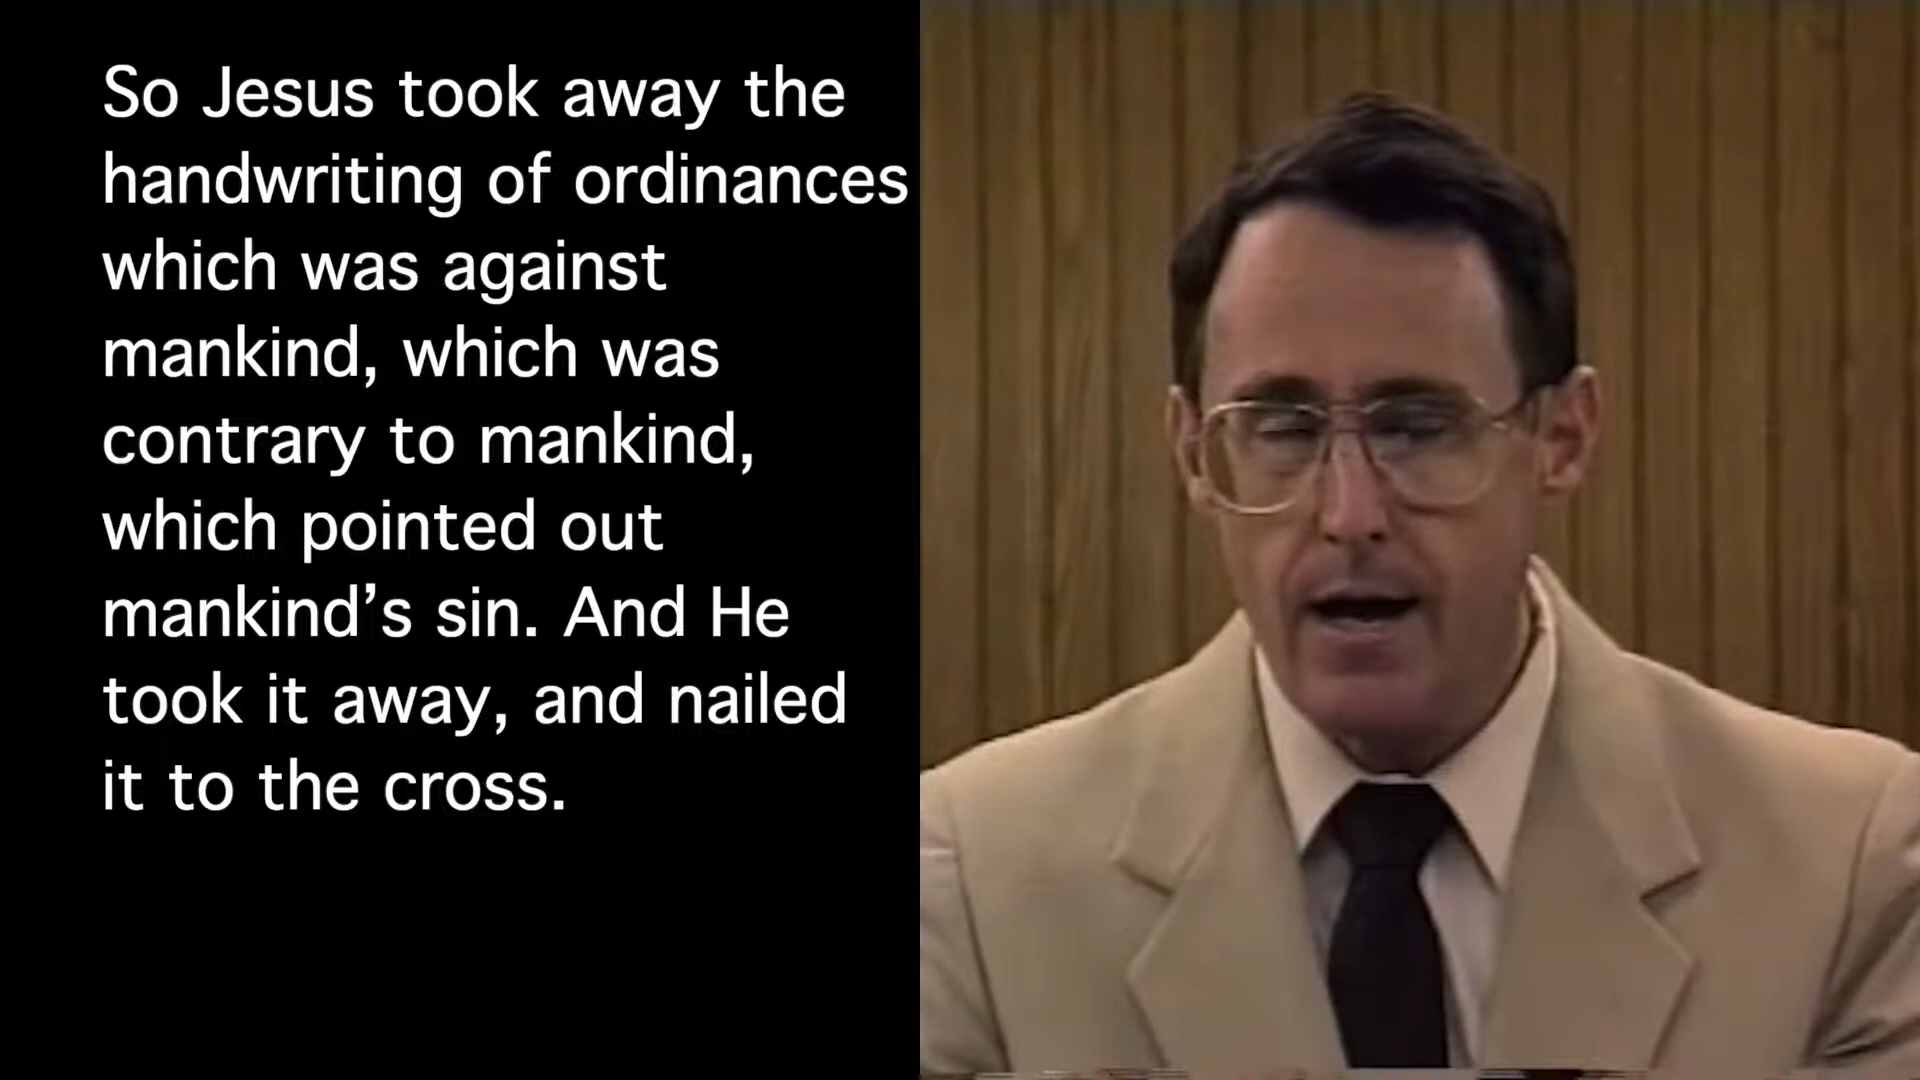 So Jesus took away the
handwriting of ordinances
which was against
mankind, which was
contrary to mankind,
which pointed out
mankind’s sin. And He
took it away, and nailed
it to the cross.